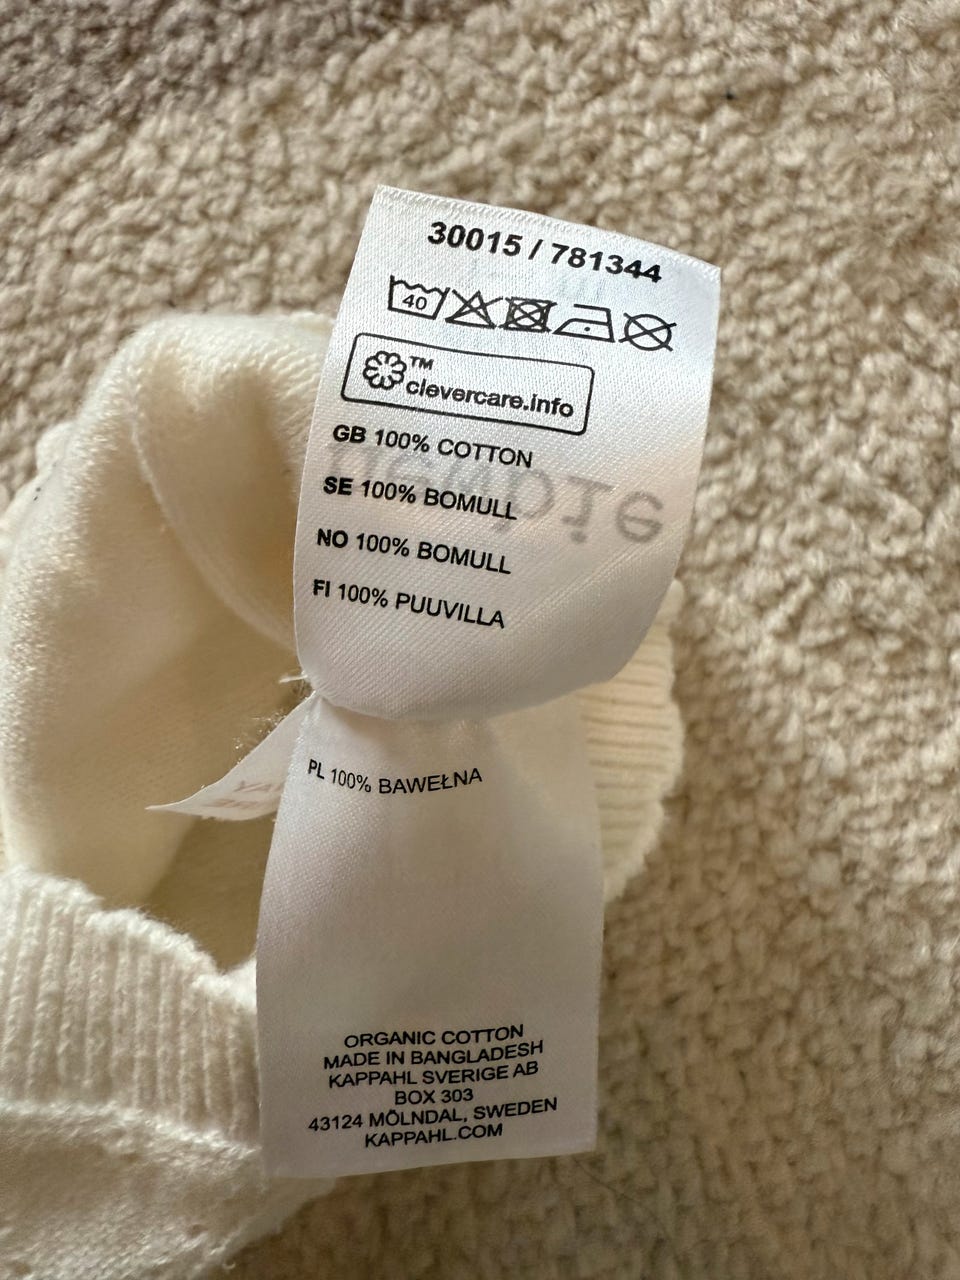 30015 / 781344
40
TM
clevercare.info
GB 100% COTTON
SE 100% BOMULL
NO 100% BOMULL
FI 100% PUUVILLA
PL 100% BAWEŁNA
ORGANIC COTTON
MADE IN BANGLADESH
KAPPAHL SVERIGE AB
BOX 303
43124 MÖLNDAL, SWEDEN
KAPPAHL.COM